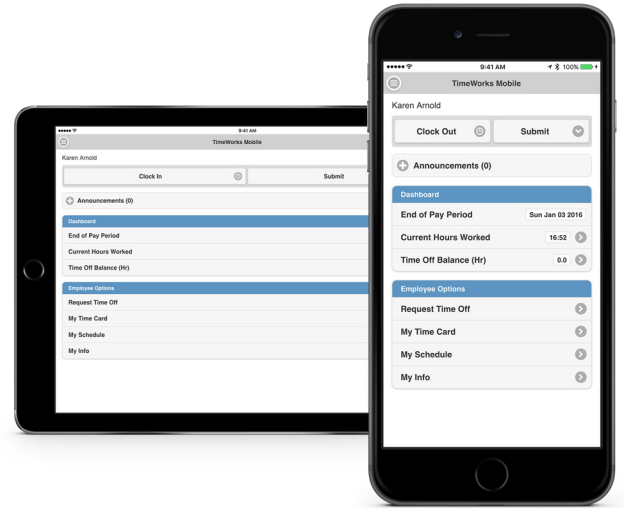 9:41 AM
TimeWorks Mobile
Karen Arnold
Clock In
Submit
Announcements (0)
Dashboard
End of Pay Period
Current Hours Worked
Time Off Balance (Hr)
Employee Options
Request Time Off
My Time Card
My Schedule
My Info
9:41 AM
100%
TimeWorks Mobile
Karen Arnold
Clock Out
Submit
Announcements (0)
Dashboard
End of Pay Period Sun Jan 03 2016
Current Hours Worked 16:52
Time Off Balance (Hr) 0.0
Employee Options
Request Time Off
My Time Card
My Schedule
My Info